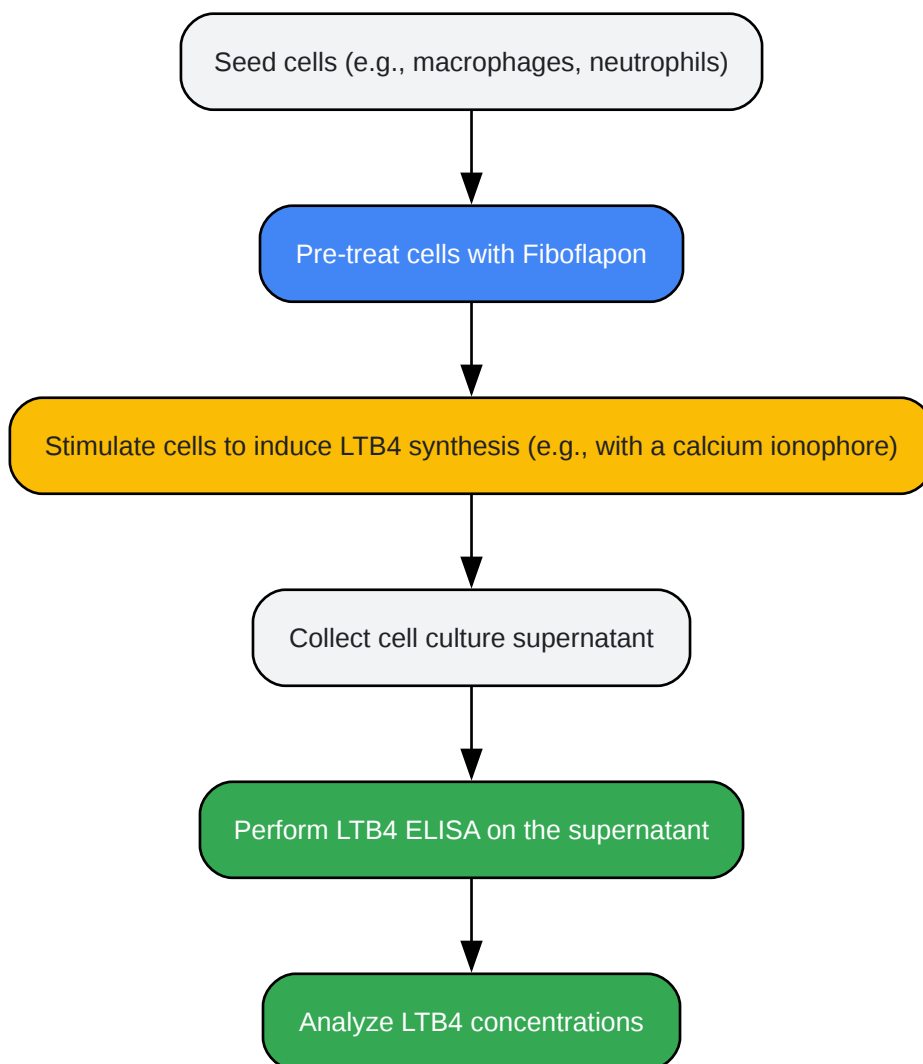 Seed cells (e.g., macrophages, neutrophils)
Pre-treat cells with Fiboflapon
Stimulate cells to induce LTB4 synthesis (e.g., with a calcium ionophore)
Collect cell culture supernatant
Perform LTB4 ELISA on the supernatant
Analyze LTB4 concentrations